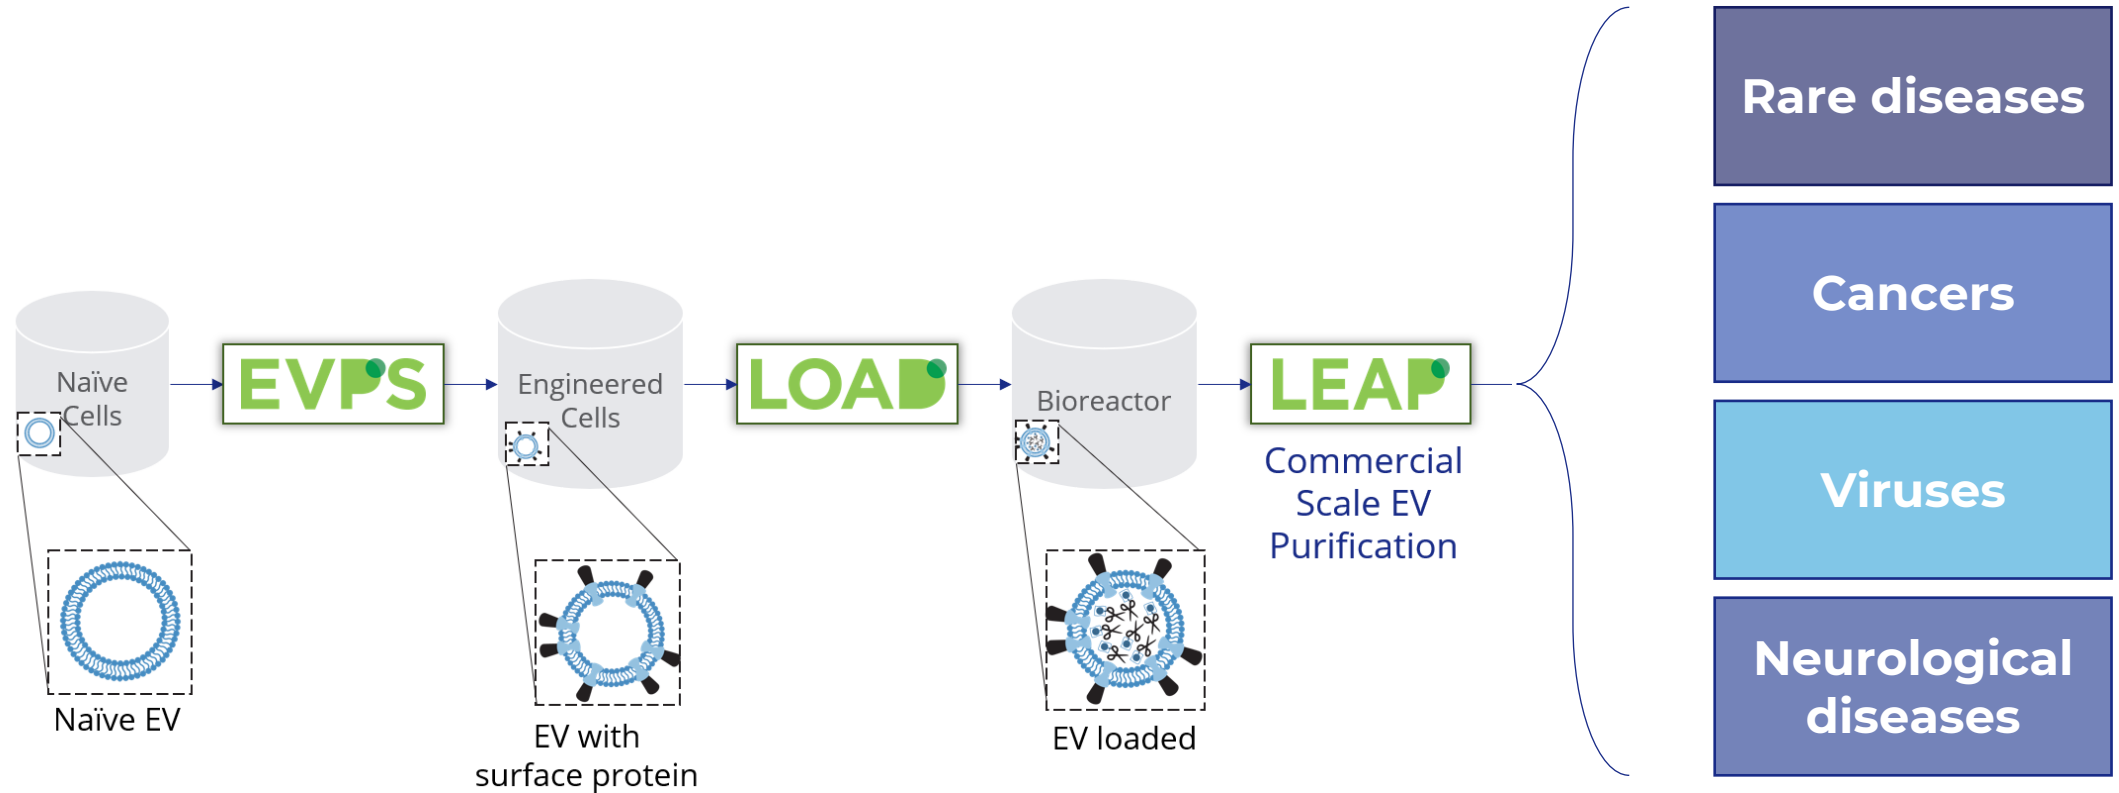 Naïve
Cells
Naïve EV
EVPS
Engineered
Cells
EV with
surface protein
LOAD
Bioreactor
EV loaded
LEAP
Commercial
Scale EV
Purification
Rare diseases
Cancers
Viruses
Neurological
diseases